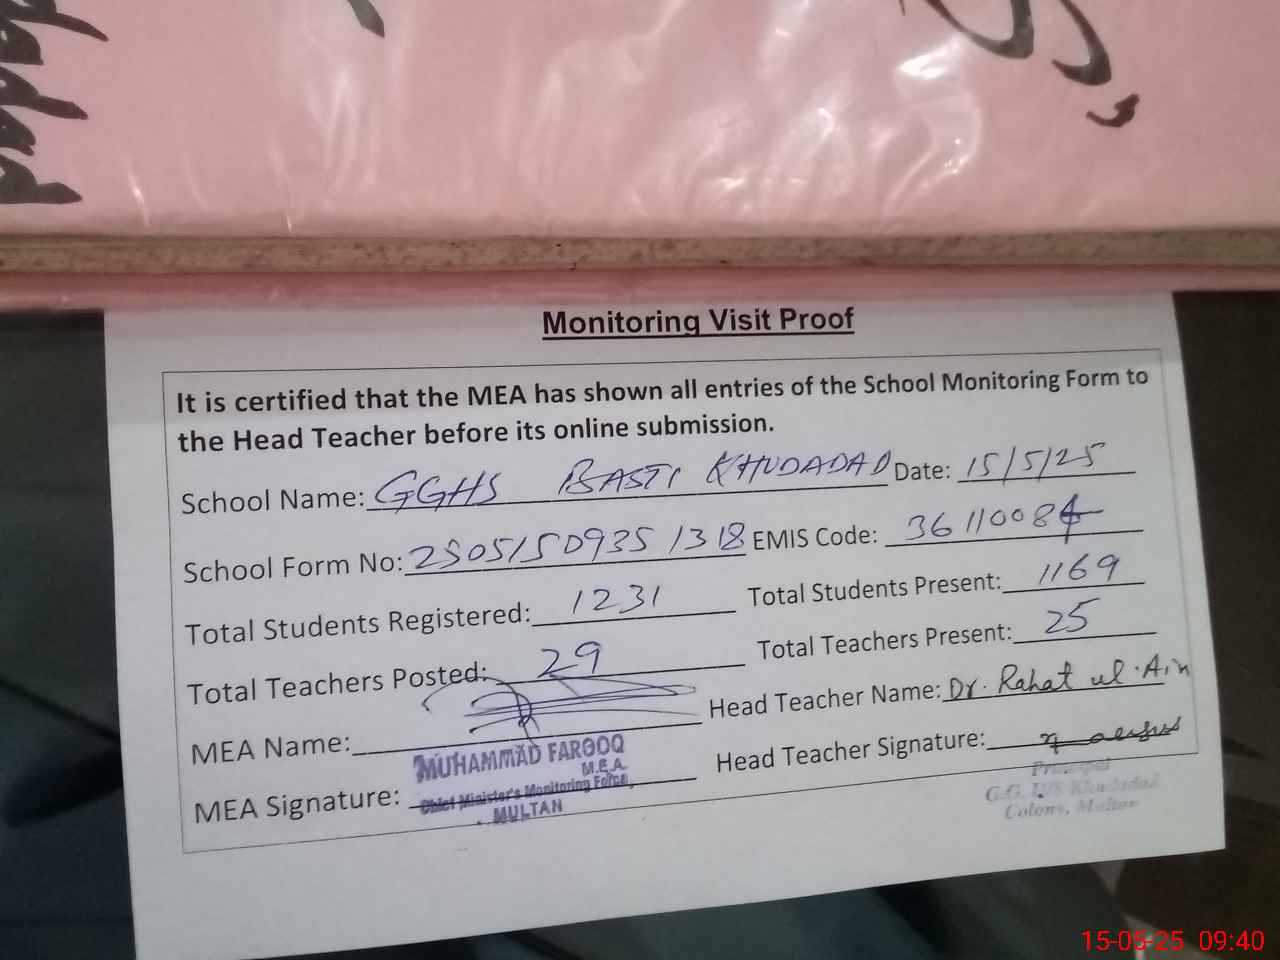 Monitoring Visit Proof
It is certified that the MEA has shown all entries of the School Monitoring Form to
the Head Teacher before its online submission.
School Name: GGHS BASTI KHUDADAD Date: 15/5/25
School Form No: 2505150935 1318 EMIS Code: 36110084
Total Students Registered: 1231 Total Students Present: 1169
Total Teachers Posted: 29 Total Teachers Present: 25
MEA Name: Head Teacher Name: Dr. Rahat ul Ain
MUHAMMAD FAROOQ
M.E.A.
Chief Minister's Monitoring Force,
MULTAN
MEA Signature: Head Teacher Signature:
Principal
G.G. Khudadad
Colony, Multan
15-05-25 09:40